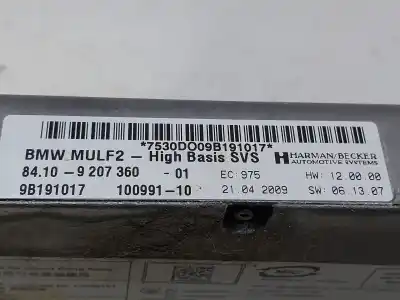 *7530DO09B191017*
BMW MULF2 - High Basis SVS HARMAN/BECKER
AUTOMOTIVE SYSTEMS
84.10 - 9 207 360 - 01 EC: 975 HW: 12.00.00
9B191017 100991-10 21.04.2009 SW: 06.13.07